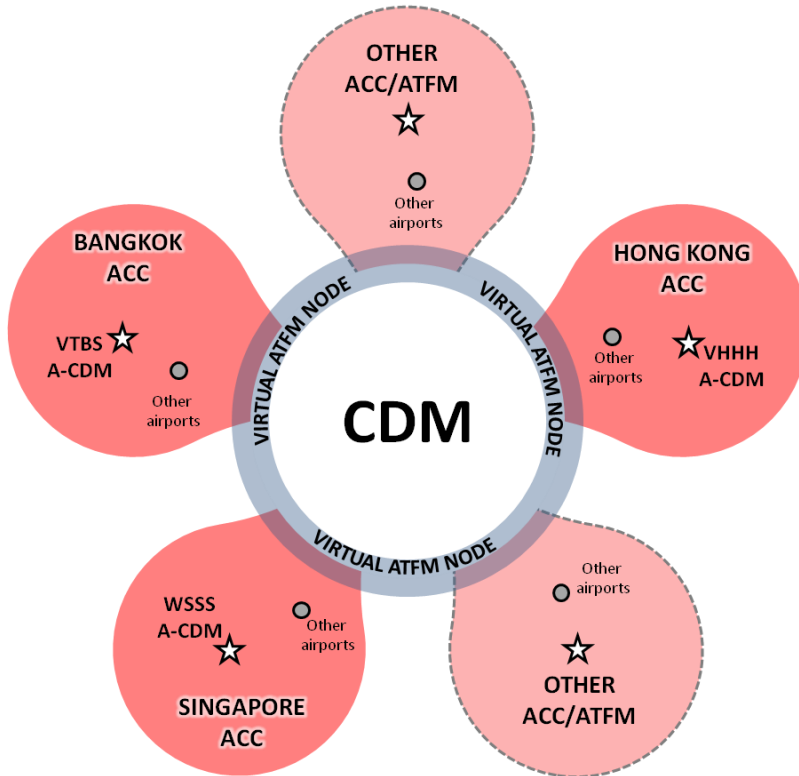 OTHER
ACC/ATFM
Other
airports
BANGKOK
ACC
VTBS
A-CDM
Other
airports
HONG KONG
ACC
Other
airports
VHHH
A-CDM
VIRTUAL ATFM NODE
VIRTUAL ATFM NODE
CDM
VIRTUAL ATFM NODE
WSSS
A-CDM
Other
airports
SINGAPORE
ACC
Other
airports
OTHER
ACC/ATFM